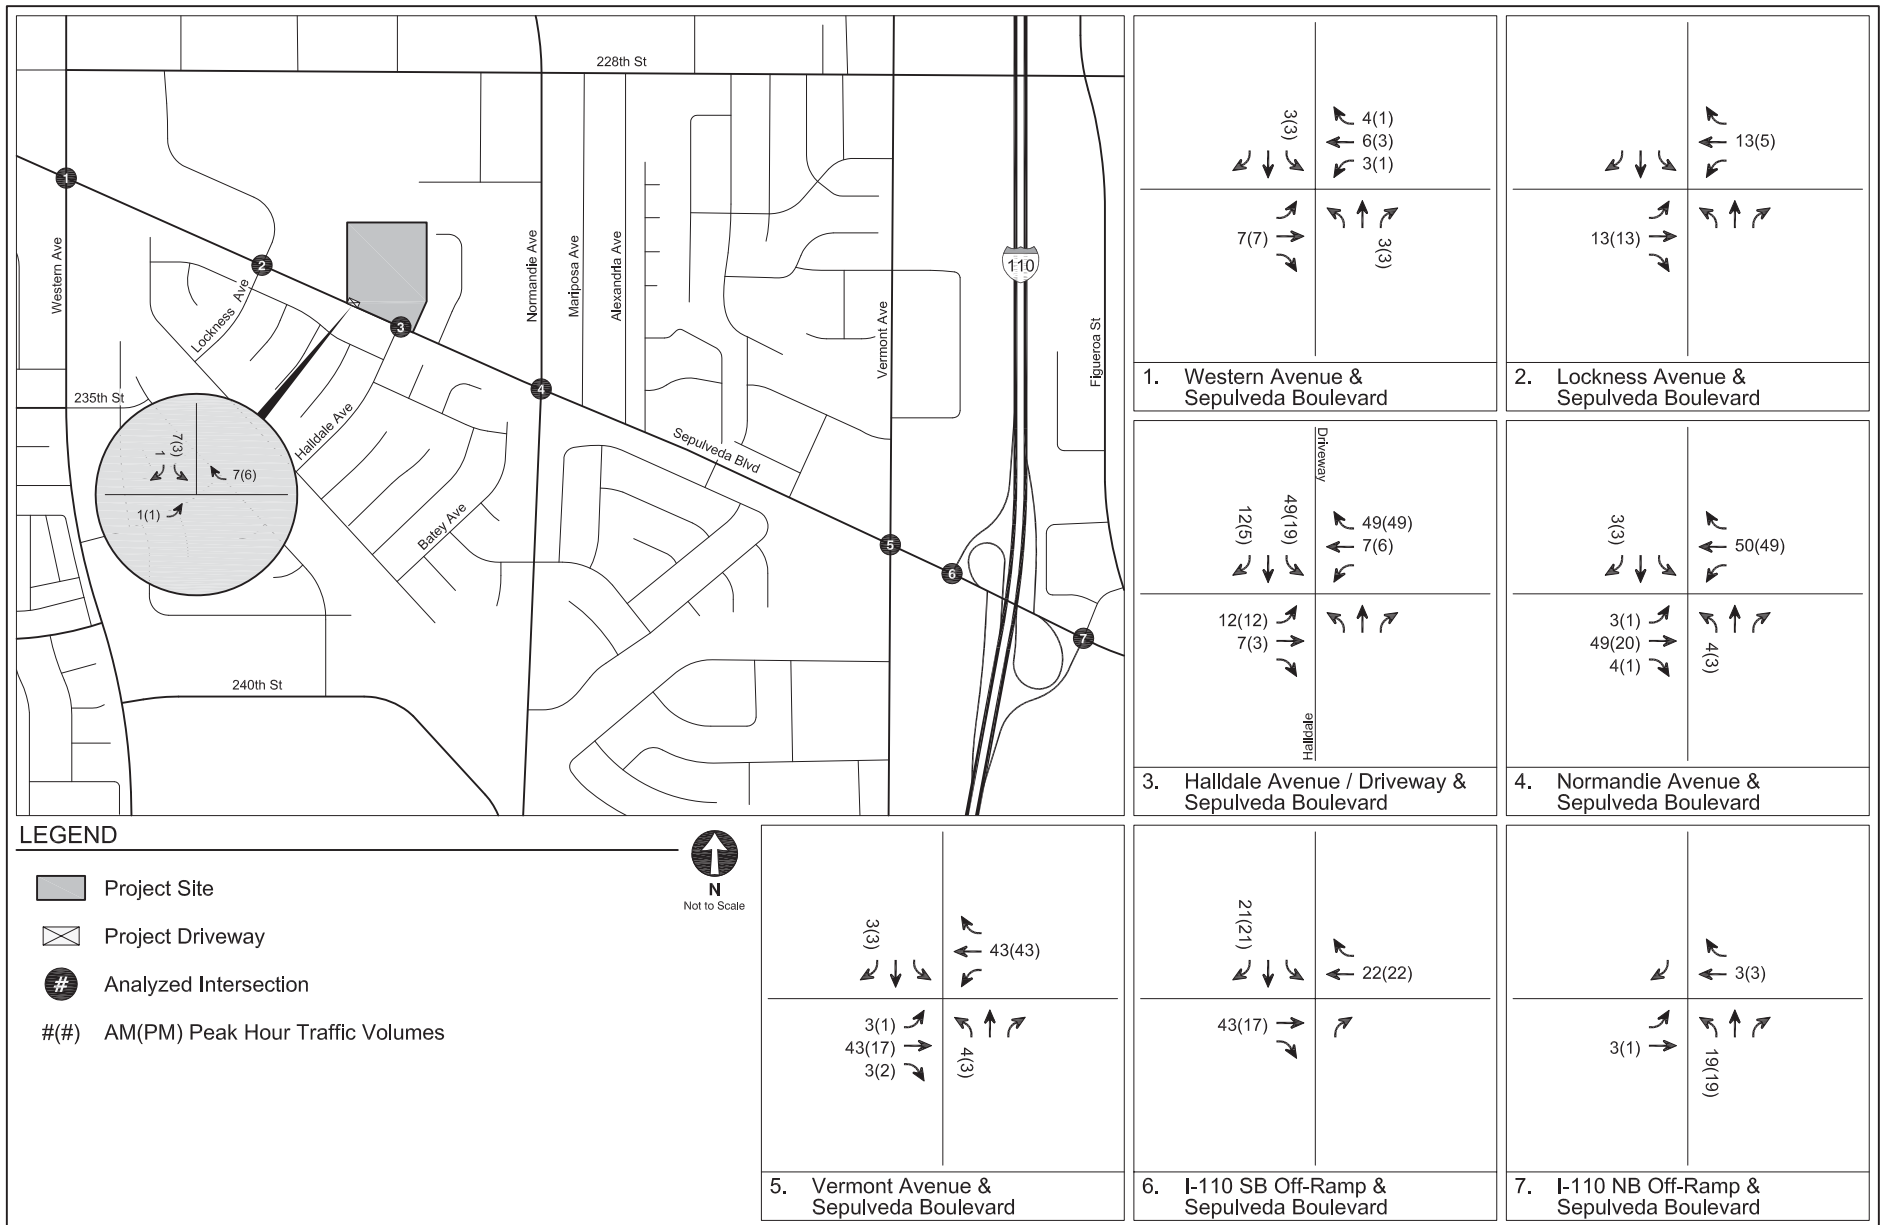 228th St
Western Ave
1
2
Lockness Ave
3
Normandie Ave
4
Mariposa Ave
Alexandria Ave
Vermont Ave
110
Figueroa St
235th St
Halldale Ave
Sepulveda Blvd
Batey Ave
5
6
7
240th St
1
7(3)
7(6)
1(1)
3(3)
4(1)
6(3)
3(1)
7(7)
3(3)
1. Western Avenue &
Sepulveda Boulevard
13(5)
13(13)
2. Lockness Avenue &
Sepulveda Boulevard
Driveway
12(5)
49(19)
49(49)
7(6)
12(12)
7(3)
Halldale
3. Halldale Avenue / Driveway &
Sepulveda Boulevard
3(3)
50(49)
3(1)
49(20)
4(1)
4(3)
4. Normandie Avenue &
Sepulveda Boulevard
LEGEND
Project Site
Project Driveway
# Analyzed Intersection
#(#) AM(PM) Peak Hour Traffic Volumes
N
Not to Scale
3(3)
43(43)
3(1)
43(17)
3(2)
4(3)
5. Vermont Avenue &
Sepulveda Boulevard
21(21)
22(22)
43(17)
6. I-110 SB Off-Ramp &
Sepulveda Boulevard
3(3)
3(1)
19(19)
7. I-110 NB Off-Ramp &
Sepulveda Boulevard